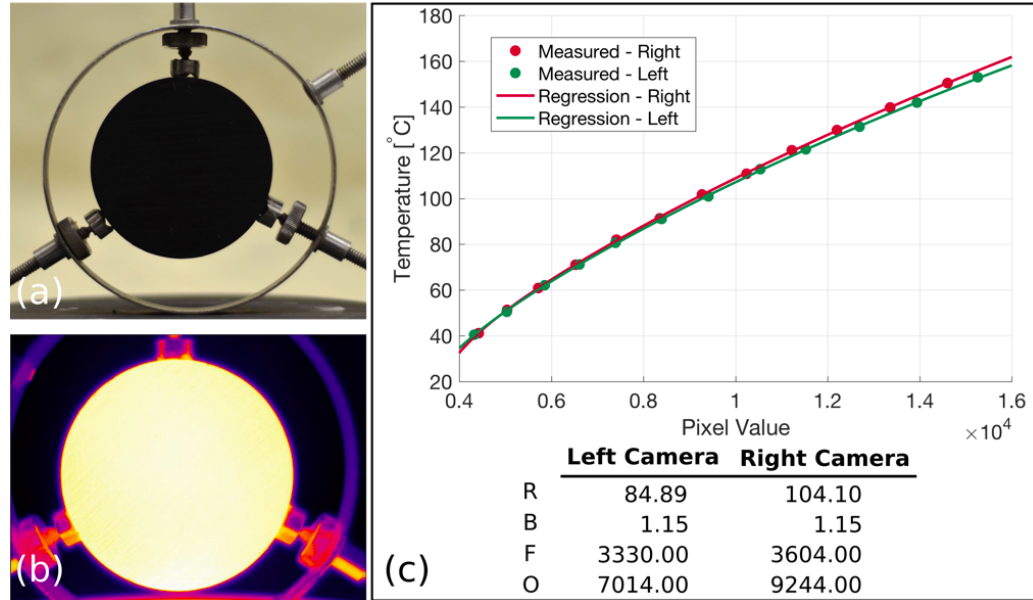 (a)
(b)
180
160
140
120
100
80
60
40
20
Temperature [°C]
Measured - Right
Measured - Left
Regression - Right
Regression - Left
0.4 0.6 0.8 1 1.2 1.4 1.6
Pixel Value
×10⁴
Left Camera Right Camera
R 84.89 104.10
B 1.15 1.15
F 3330.00 3604.00
O 7014.00 9244.00
(c)